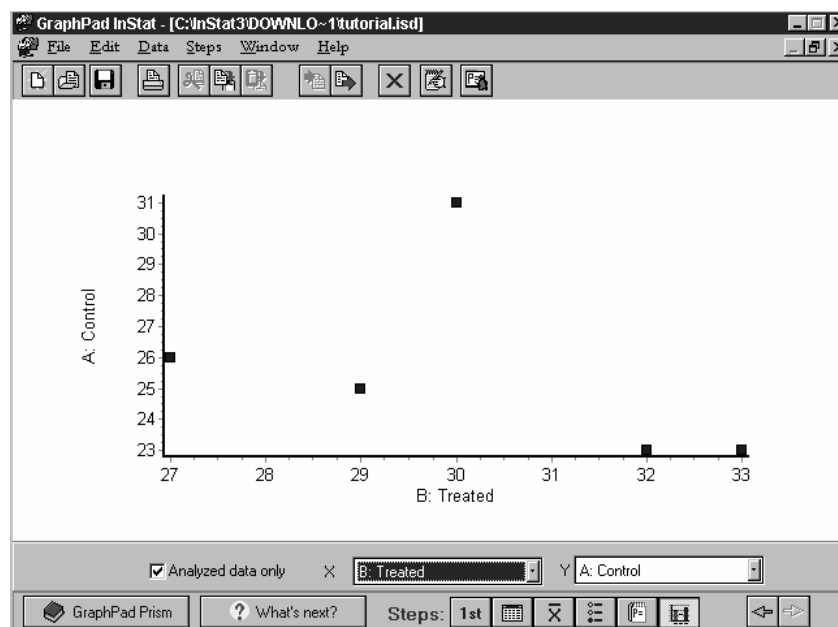 GraphPad InStat - [C:\InStat3\DOWNLO~1\tutorial.isd]
File Edit Data Steps Window Help
31
30
29
28
27
26
25
24
23
A: Control
27 28 29 30 31 32 33
B: Treated
Analyzed data only X B: Treated Y A: Control
GraphPad Prism ? What's next? Steps: 1st x P=